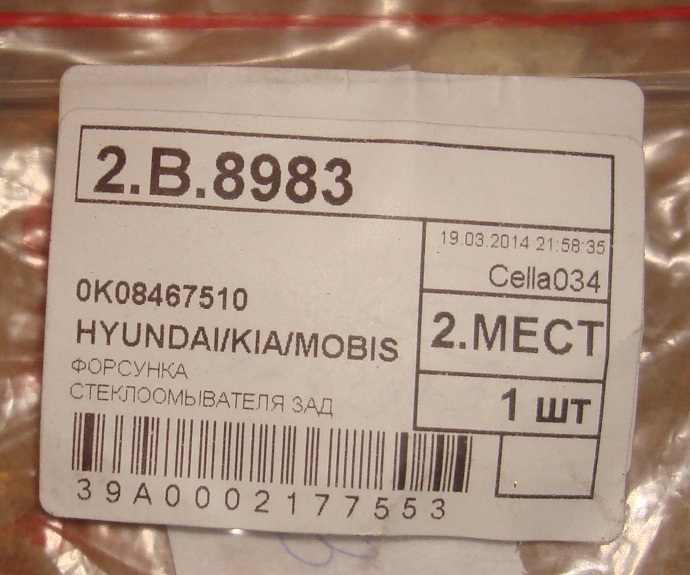 2.B.8983
19.03.2014 21:58:35
Cella034
0K08467510
HYUNDAI/KIA/MOBIS
2.МЕСТ
ФОРСУНКА
СТЕКЛООМЫВАТЕЛЯ ЗАД
1 шт
39A0002177553